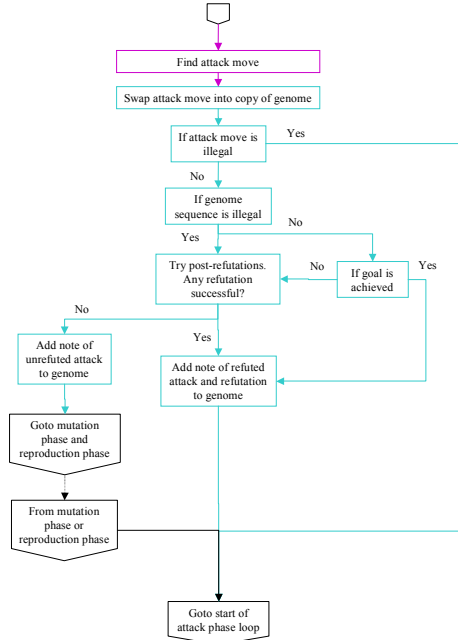 Find attack move
Swap attack move into copy of genome
If attack move is
illegal
Yes
No
If genome
sequence is illegal
No
Yes
Try post-refutations.
Any refutation
successful?
No
If goal is
achieved
Yes
No
Add note of
unrefuted attack
to genome
Yes
Add note of refuted
attack and refutation
to genome
Goto mutation
phase and
reproduction phase
From mutation
phase or
reproduction phase
Goto start of
attack phase loop